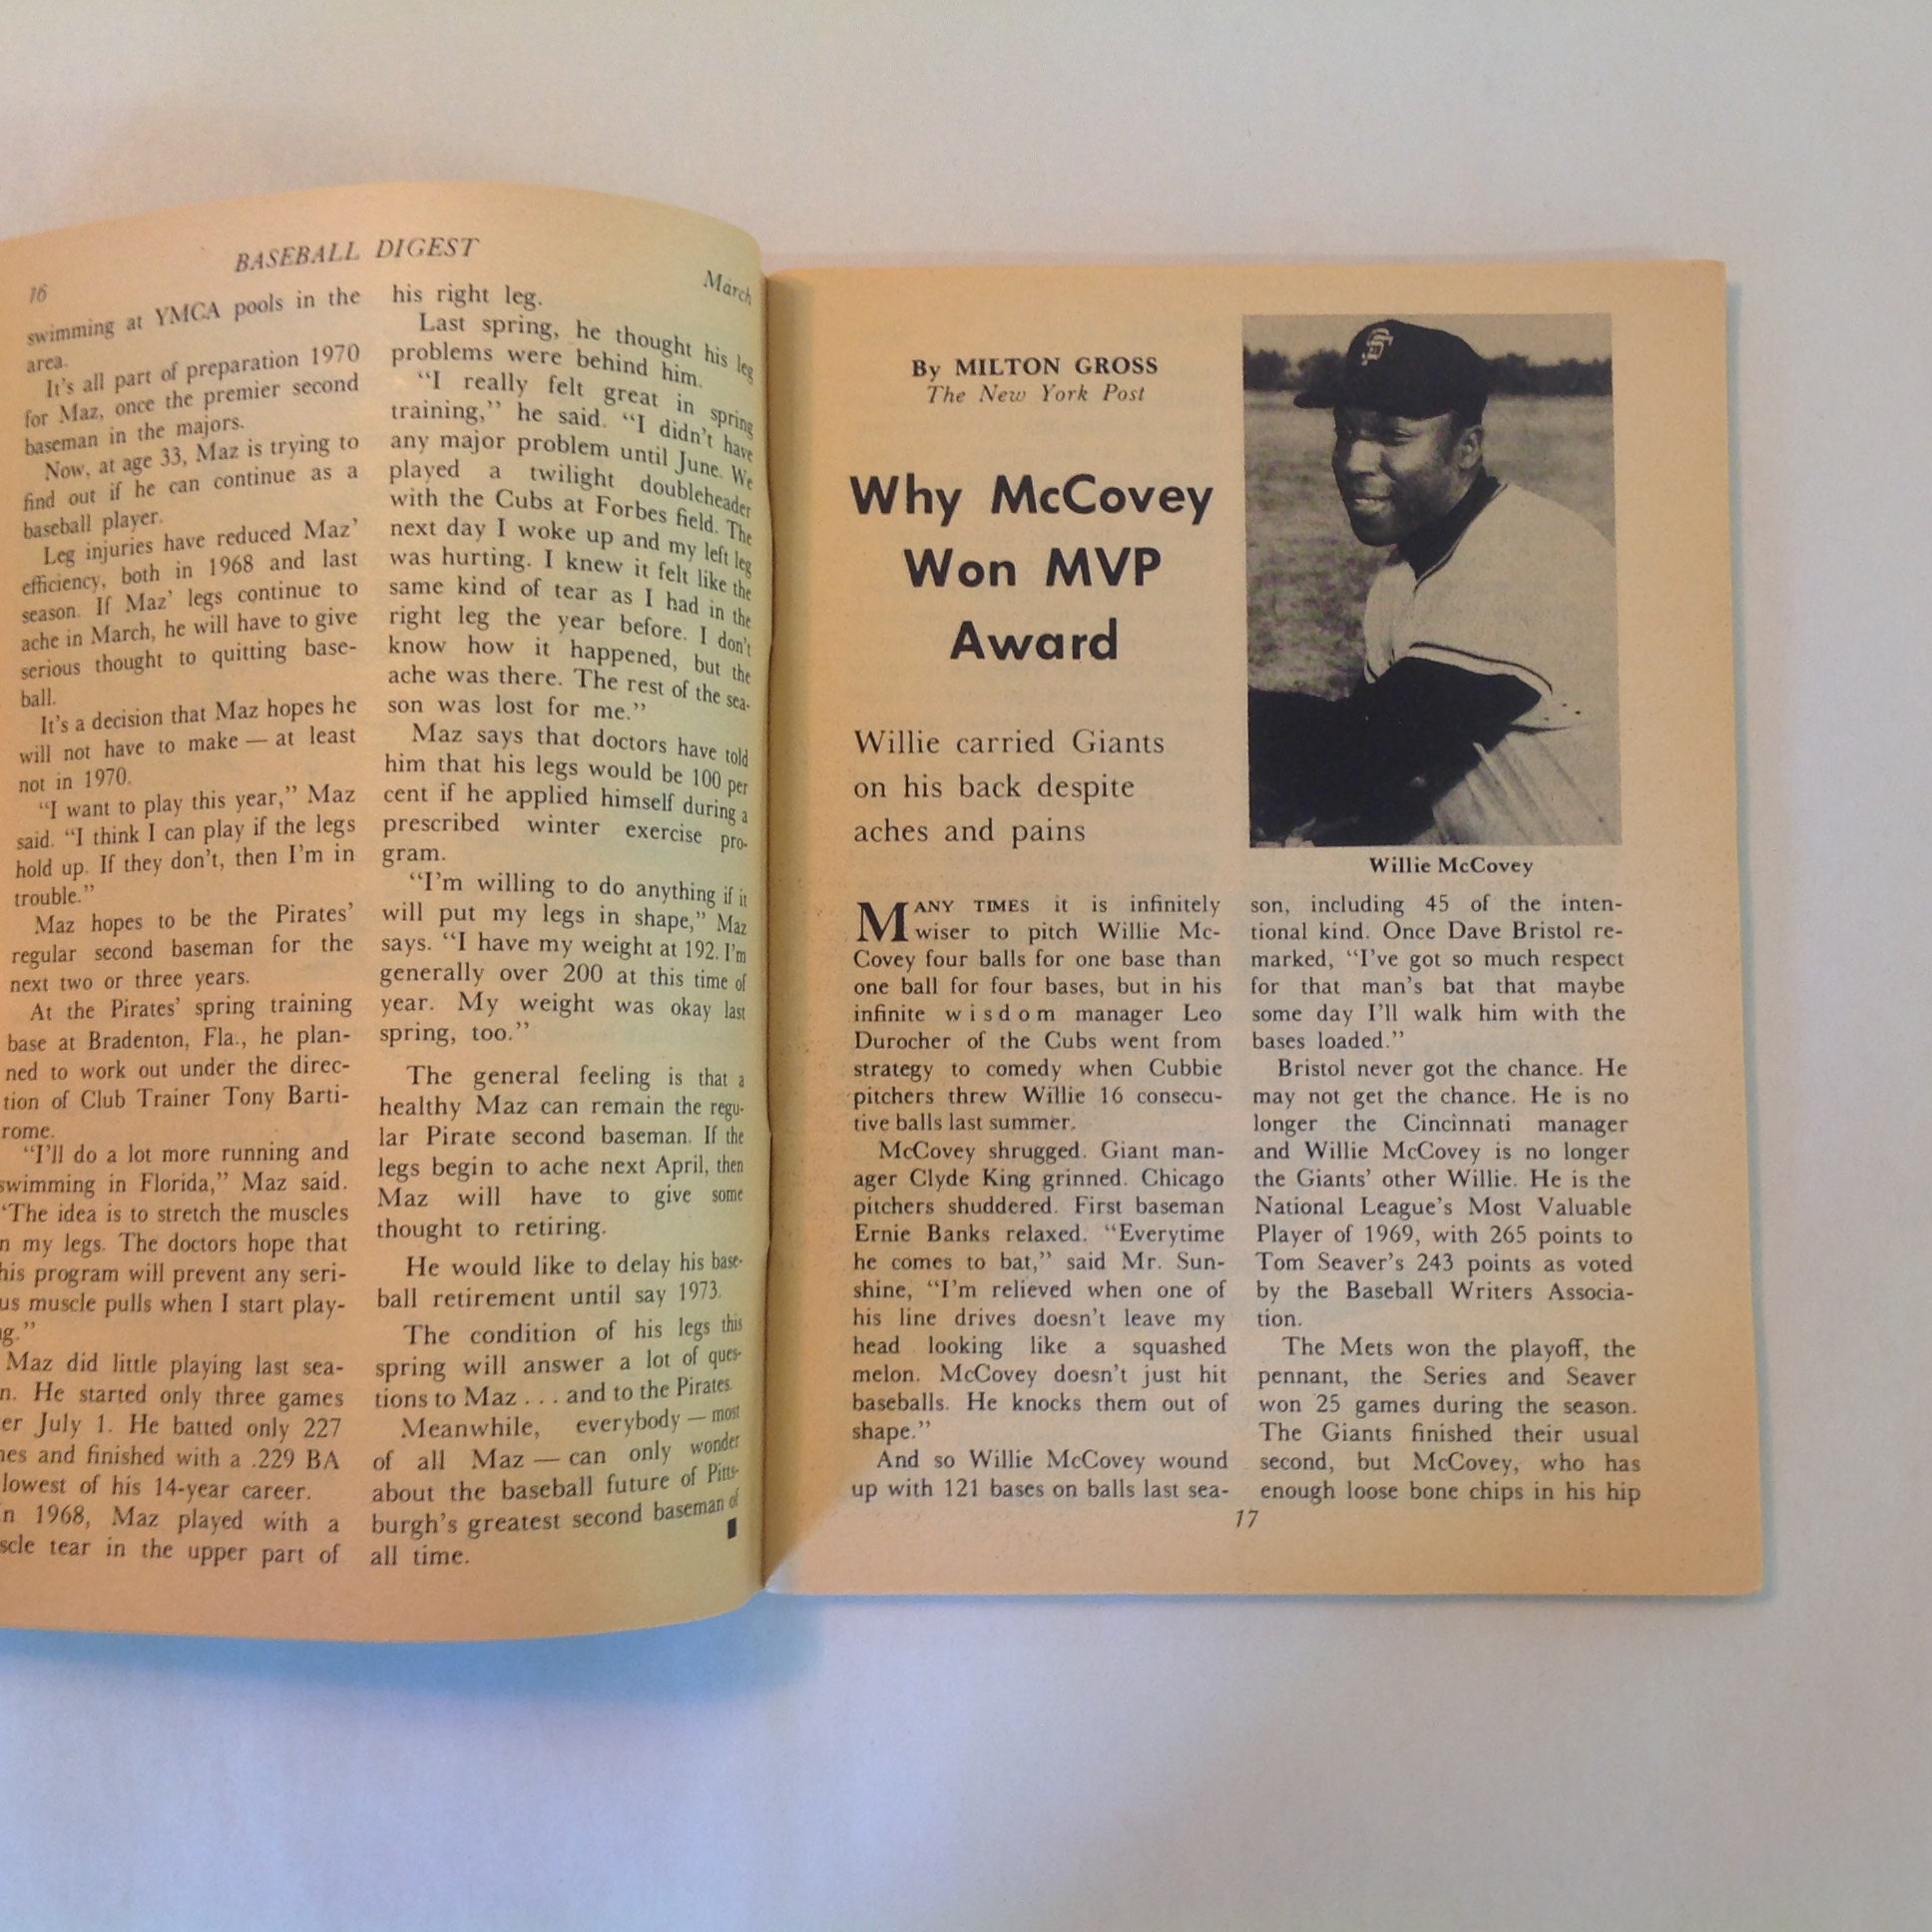 16
BASEBALL DIGEST
March
swimming at YMCA pools in the
area.
It's all part of preparation 1970
for Maz, once the premier second
baseman in the majors.
Now, at age 33, Maz is trying to
find out if he can continue as a
baseball player.
Leg injuries have reduced Maz'
efficiency, both in 1968 and last
season. If Maz' legs continue to
ache in March, he will have to give
serious thought to quitting base-
ball.
It's a decision that Maz hopes he
will not have to make — at least
not in 1970.
"I want to play this year," Maz
said. "I think I can play if the legs
hold up. If they don't, then I'm in
trouble."
Maz hopes to be the Pirates'
regular second baseman for the
next two or three years.
At the Pirates' spring training
base at Bradenton, Fla., he plan-
ned to work out under the direc-
tion of Club Trainer Tony Barti-
rome.
"I'll do a lot more running and
swimming in Florida," Maz said.
"The idea is to stretch the muscles
n my legs. The doctors hope that
his program will prevent any seri-
us muscle pulls when I start play-
g."
Maz did little playing last sea-
n. He started only three games
er July 1. He batted only 227
nes and finished with a .229 BA
lowest of his 14-year career.
n 1968, Maz played with a
scle tear in the upper part of
his right leg.
Last spring, he thought his leg
problems were behind him.
"I really felt great in spring
training," he said. "I didn't have
any major problem until June. We
played a twilight doubleheader
with the Cubs at Forbes field. The
next day I woke up and my left leg
was hurting. I knew it felt like the
same kind of tear as I had in the
right leg the year before. I don't
know how it happened, but the
ache was there. The rest of the sea-
son was lost for me."
Maz says that doctors have told
him that his legs would be 100 per
cent if he applied himself during a
prescribed winter exercise pro-
gram.
"I'm willing to do anything if it
will put my legs in shape," Maz
says. "I have my weight at 192. I'm
generally over 200 at this time of
year. My weight was okay last
spring, too."
The general feeling is that a
healthy Maz can remain the regu-
lar Pirate second baseman. If the
legs begin to ache next April, then
Maz will have to give some
thought to retiring.
He would like to delay his base-
ball retirement until say 1973.
The condition of his legs this
spring will answer a lot of ques-
tions to Maz . . . and to the Pirates.
Meanwhile, everybody — most
of all Maz — can only wonder
about the baseball future of Pitts-
burgh's greatest second baseman of
all time.
By MILTON GROSS
The New York Post
Why McCovey
Won MVP
Award
Willie carried Giants
on his back despite
aches and pains
SF
Willie McCovey
MANY TIMES it is infinitely
wiser to pitch Willie Mc-
Covey four balls for one base than
one ball for four bases, but in his
infinite wisdom manager Leo
Durocher of the Cubs went from
strategy to comedy when Cubbie
pitchers threw Willie 16 consecu-
tive balls last summer.
McCovey shrugged. Giant man-
ager Clyde King grinned. Chicago
pitchers shuddered. First baseman
Ernie Banks relaxed. "Everytime
he comes to bat," said Mr. Sun-
shine, "I'm relieved when one of
his line drives doesn't leave my
head looking like a squashed
melon. McCovey doesn't just hit
baseballs. He knocks them out of
shape."
And so Willie McCovey wound
up with 121 bases on balls last sea-
son, including 45 of the inten-
tional kind. Once Dave Bristol re-
marked, "I've got so much respect
for that man's bat that maybe
some day I'll walk him with the
bases loaded."
Bristol never got the chance. He
may not get the chance. He is no
longer the Cincinnati manager
and Willie McCovey is no longer
the Giants' other Willie. He is the
National League's Most Valuable
Player of 1969, with 265 points to
Tom Seaver's 243 points as voted
by the Baseball Writers Associa-
tion.
The Mets won the playoff, the
pennant, the Series and Seaver
won 25 games during the season.
The Giants finished their usual
second, but McCovey, who has
enough loose bone chips in his hip
17